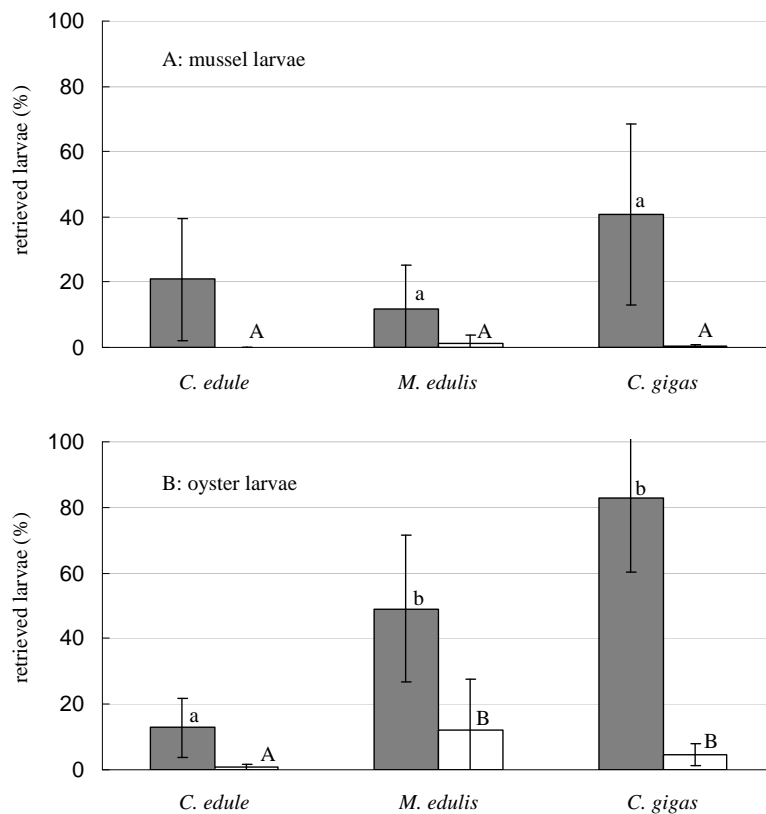 100
A: mussel larvae
80
60
retrieved larvae (%)
a
40
a
20
A
A
A
0
C. edule
M. edulis
C. gigas
100
B: oyster larvae
b
80
60
retrieved larvae (%)
b
40
20
a
B
B
A
0
C. edule
M. edulis
C. gigas